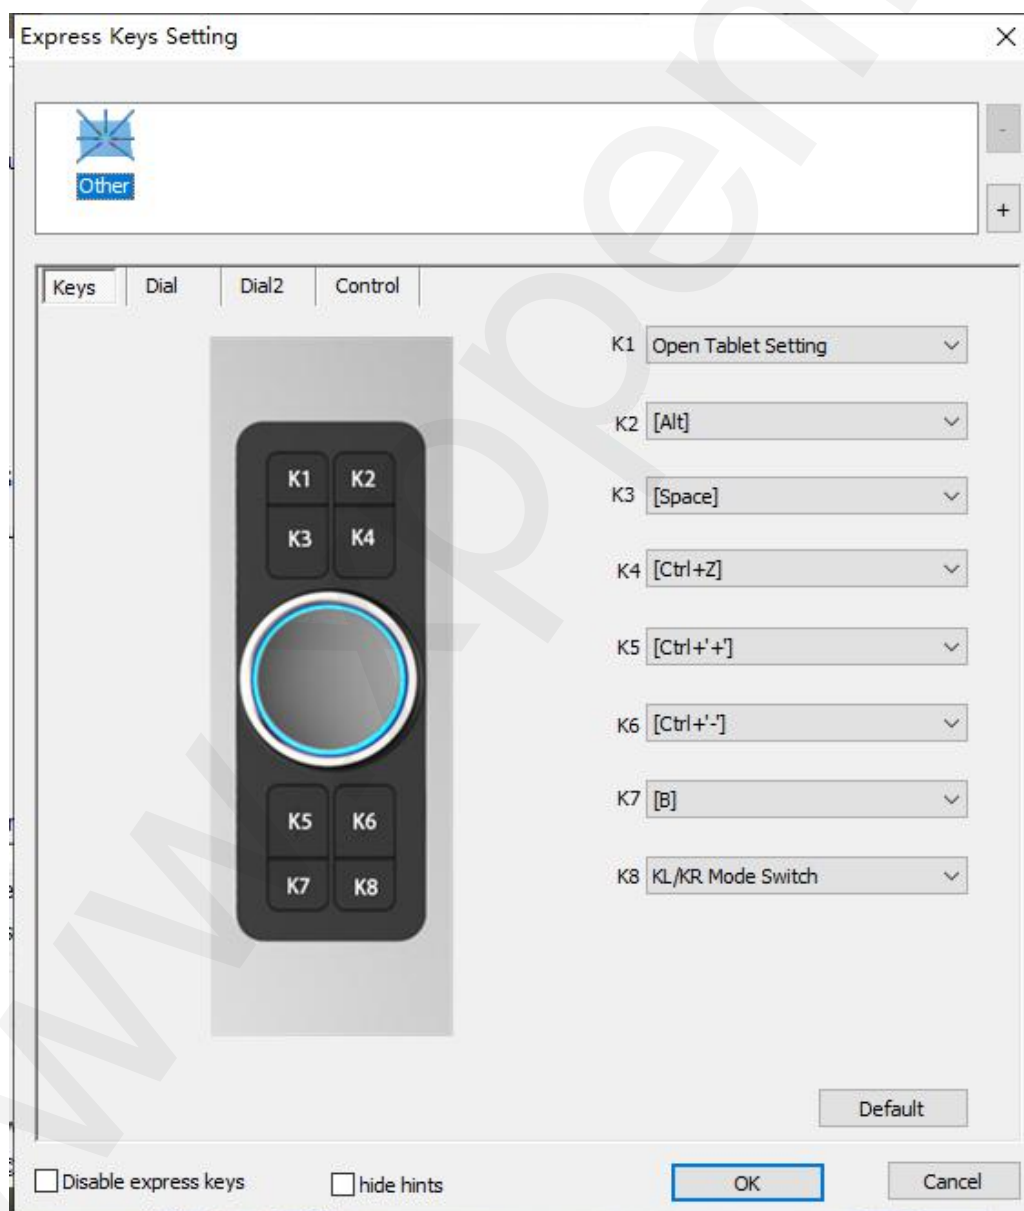 Express Keys Setting
-
Other
+
Keys Dial Dial2 Control
K1 Open Tablet Setting
K2 [Alt]
K3 [Space]
K4 [Ctrl+Z]
K5 [Ctrl+'+']
K6 [Ctrl+'-']
K7 [B]
K8 KL/KR Mode Switch
K1 K2
K3 K4
K5 K6
K7 K8
Default
Disable express keys hide hints OK Cancel